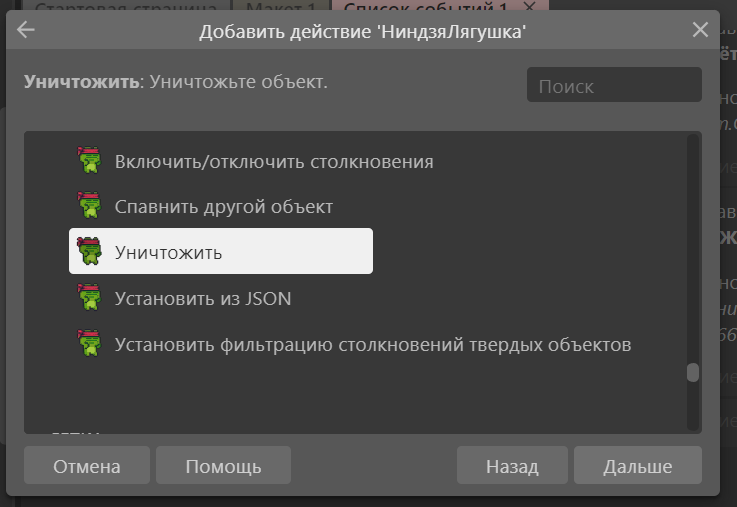 Стартовая страница Макет 1 Список событий 1
Добавить действие 'НиндзяЛягушка'
Уничтожить: Уничтожьте объект.
Поиск
Включить/отключить столкновения
Спавнить другой объект
Уничтожить
Установить из JSON
Установить фильтрацию столкновений твердых объектов
Отмена
Помощь
Назад
Дальше